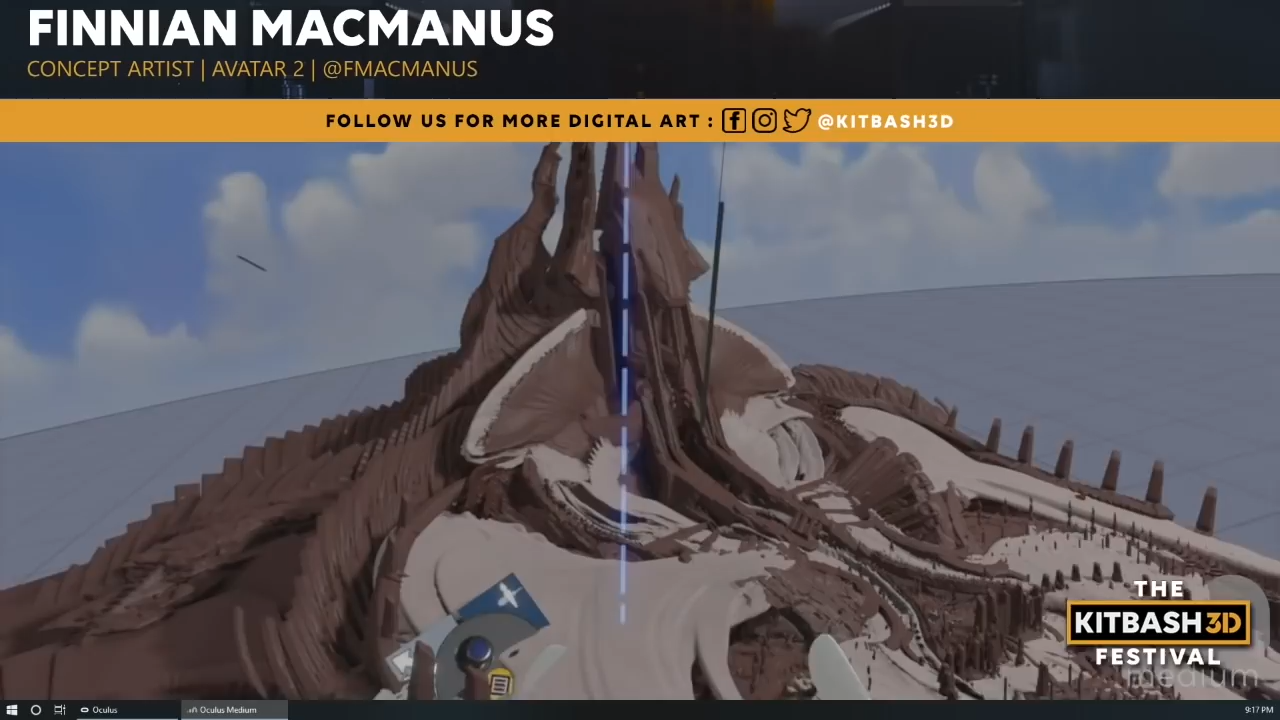 FINNIAN MACMANUS
CONCEPT ARTIST | AVATAR 2 | @FMACMANUS
FOLLOW US FOR MORE DIGITAL ART : @KITBASH3D
THE
KITBASH3D
FESTIVAL
medium
Oculus
Oculus Medium
9:17 PM